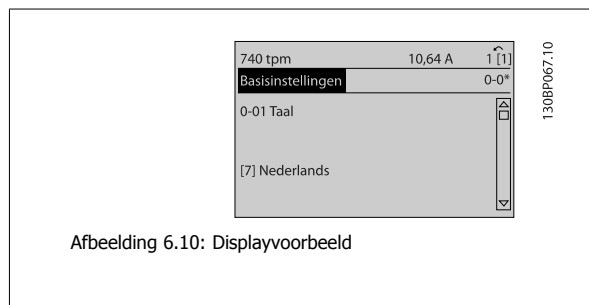 740 tpm 10,64 A 1 [1]
Basisinstellingen 0-0*
0-01 Taal
[7] Nederlands
130BP067.10
Afbeelding 6.10: Displayvoorbeeld